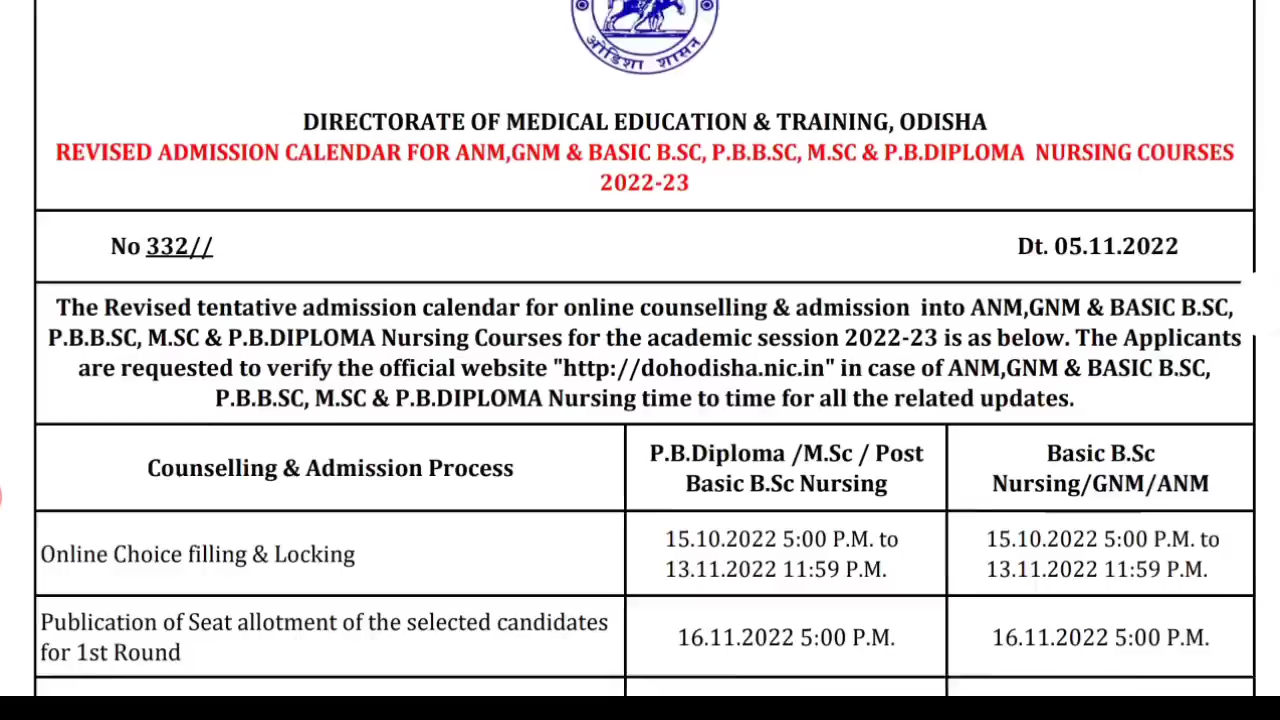 ओडिशा शासन
DIRECTORATE OF MEDICAL EDUCATION & TRAINING, ODISHA
REVISED ADMISSION CALENDAR FOR ANM,GNM & BASIC B.SC, P.B.B.SC, M.SC & P.B.DIPLOMA NURSING COURSES
2022-23
No 332//
Dt. 05.11.2022
The Revised tentative admission calendar for online counselling & admission into ANM,GNM & BASIC B.SC,
P.B.B.SC, M.SC & P.B.DIPLOMA Nursing Courses for the academic session 2022-23 is as below. The Applicants
are requested to verify the official website "http://dohodisha.nic.in" in case of ANM,GNM & BASIC B.SC,
P.B.B.SC, M.SC & P.B.DIPLOMA Nursing time to time for all the related updates.
Counselling & Admission Process
P.B.Diploma /M.Sc / Post
Basic B.Sc Nursing
Basic B.Sc
Nursing/GNM/ANM
Online Choice filling & Locking
15.10.2022 5:00 P.M. to
13.11.2022 11:59 P.M.
15.10.2022 5:00 P.M. to
13.11.2022 11:59 P.M.
Publication of Seat allotment of the selected candidates
for 1st Round
16.11.2022 5:00 P.M.
16.11.2022 5:00 P.M.